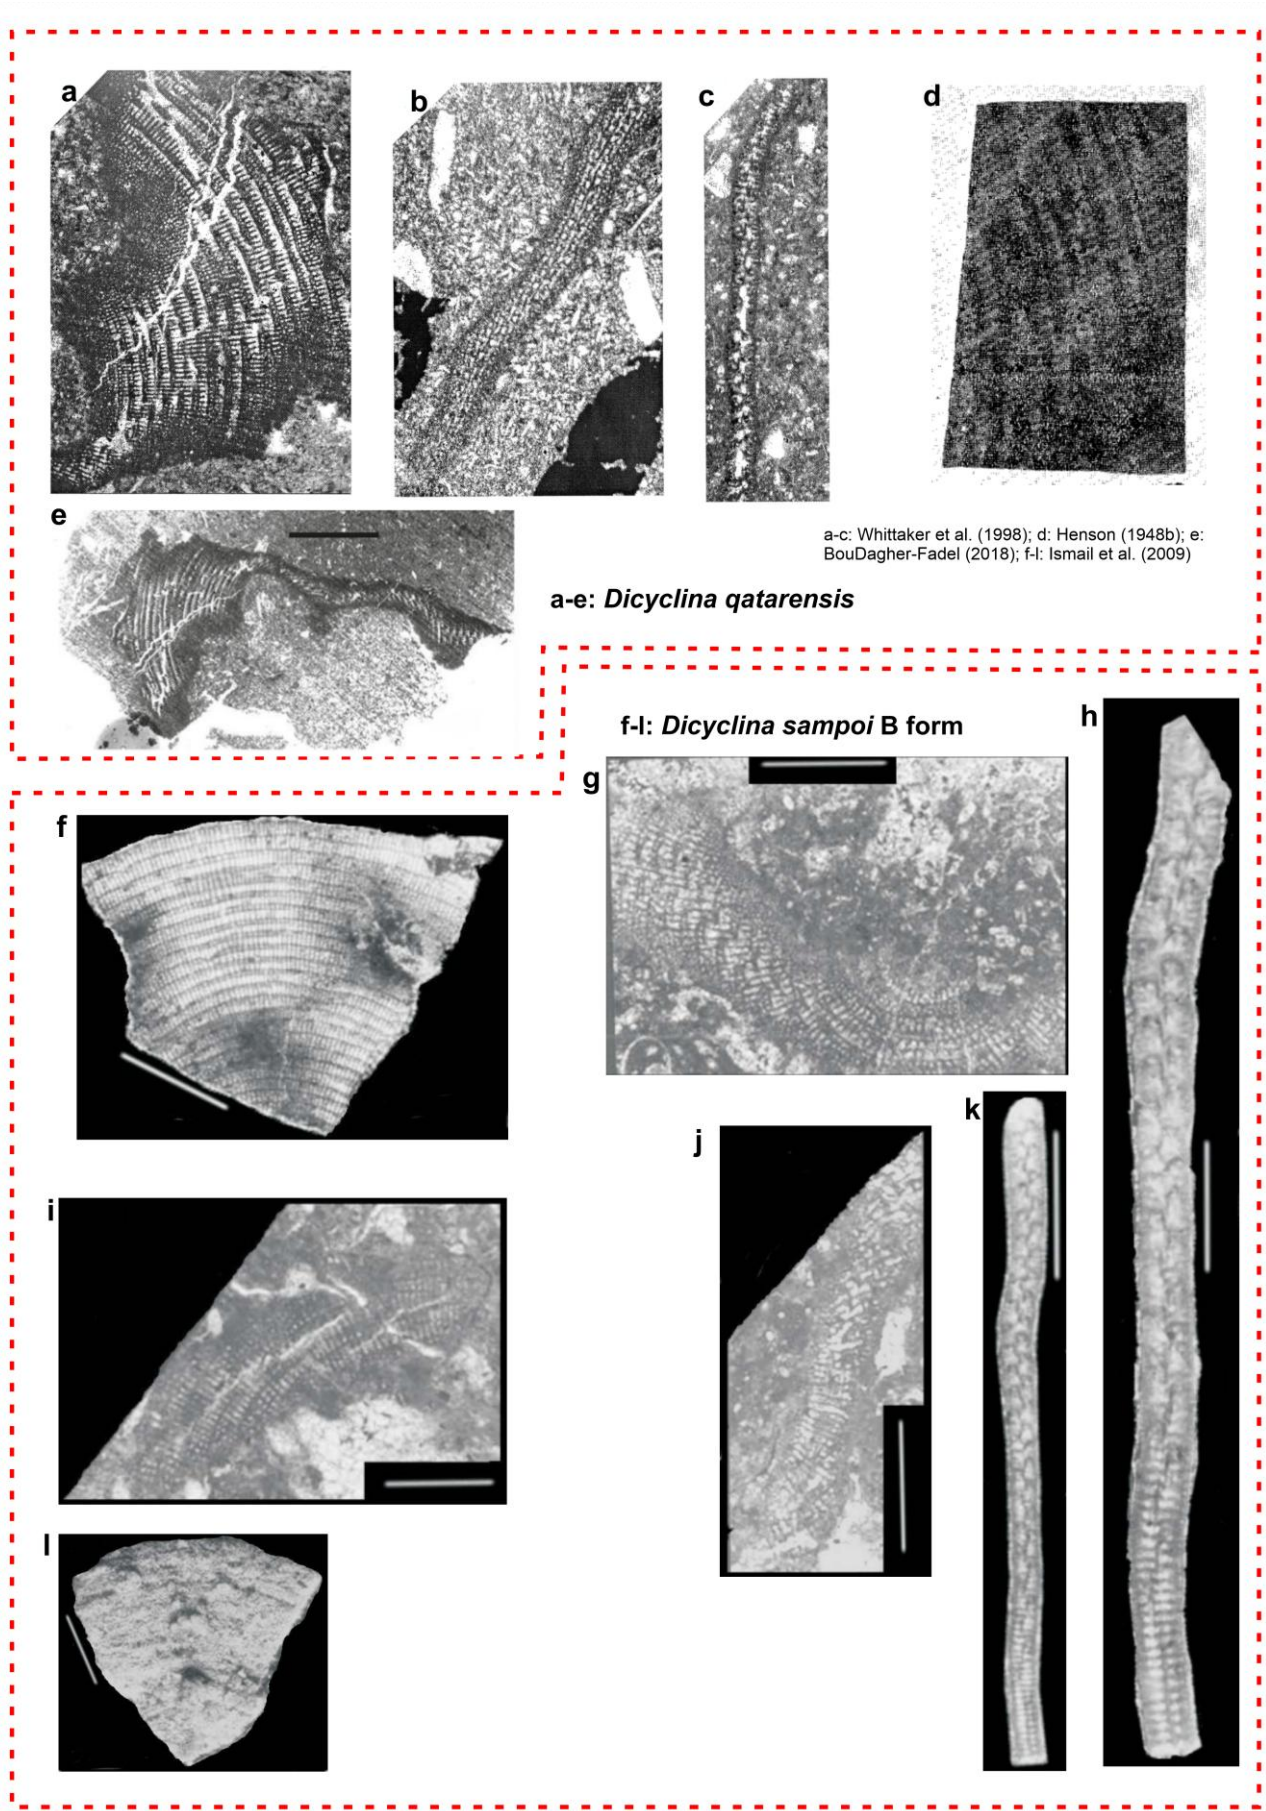 a
b
c
d
e
a-c: Whittaker et al. (1998); d: Henson (1948b); e:
BouDagher-Fadel (2018); f-l: Ismail et al. (2009)
a-e: Dicyclina qatarensis
f-l: Dicyclina sampoi B form
h
g
f
k
j
i
l